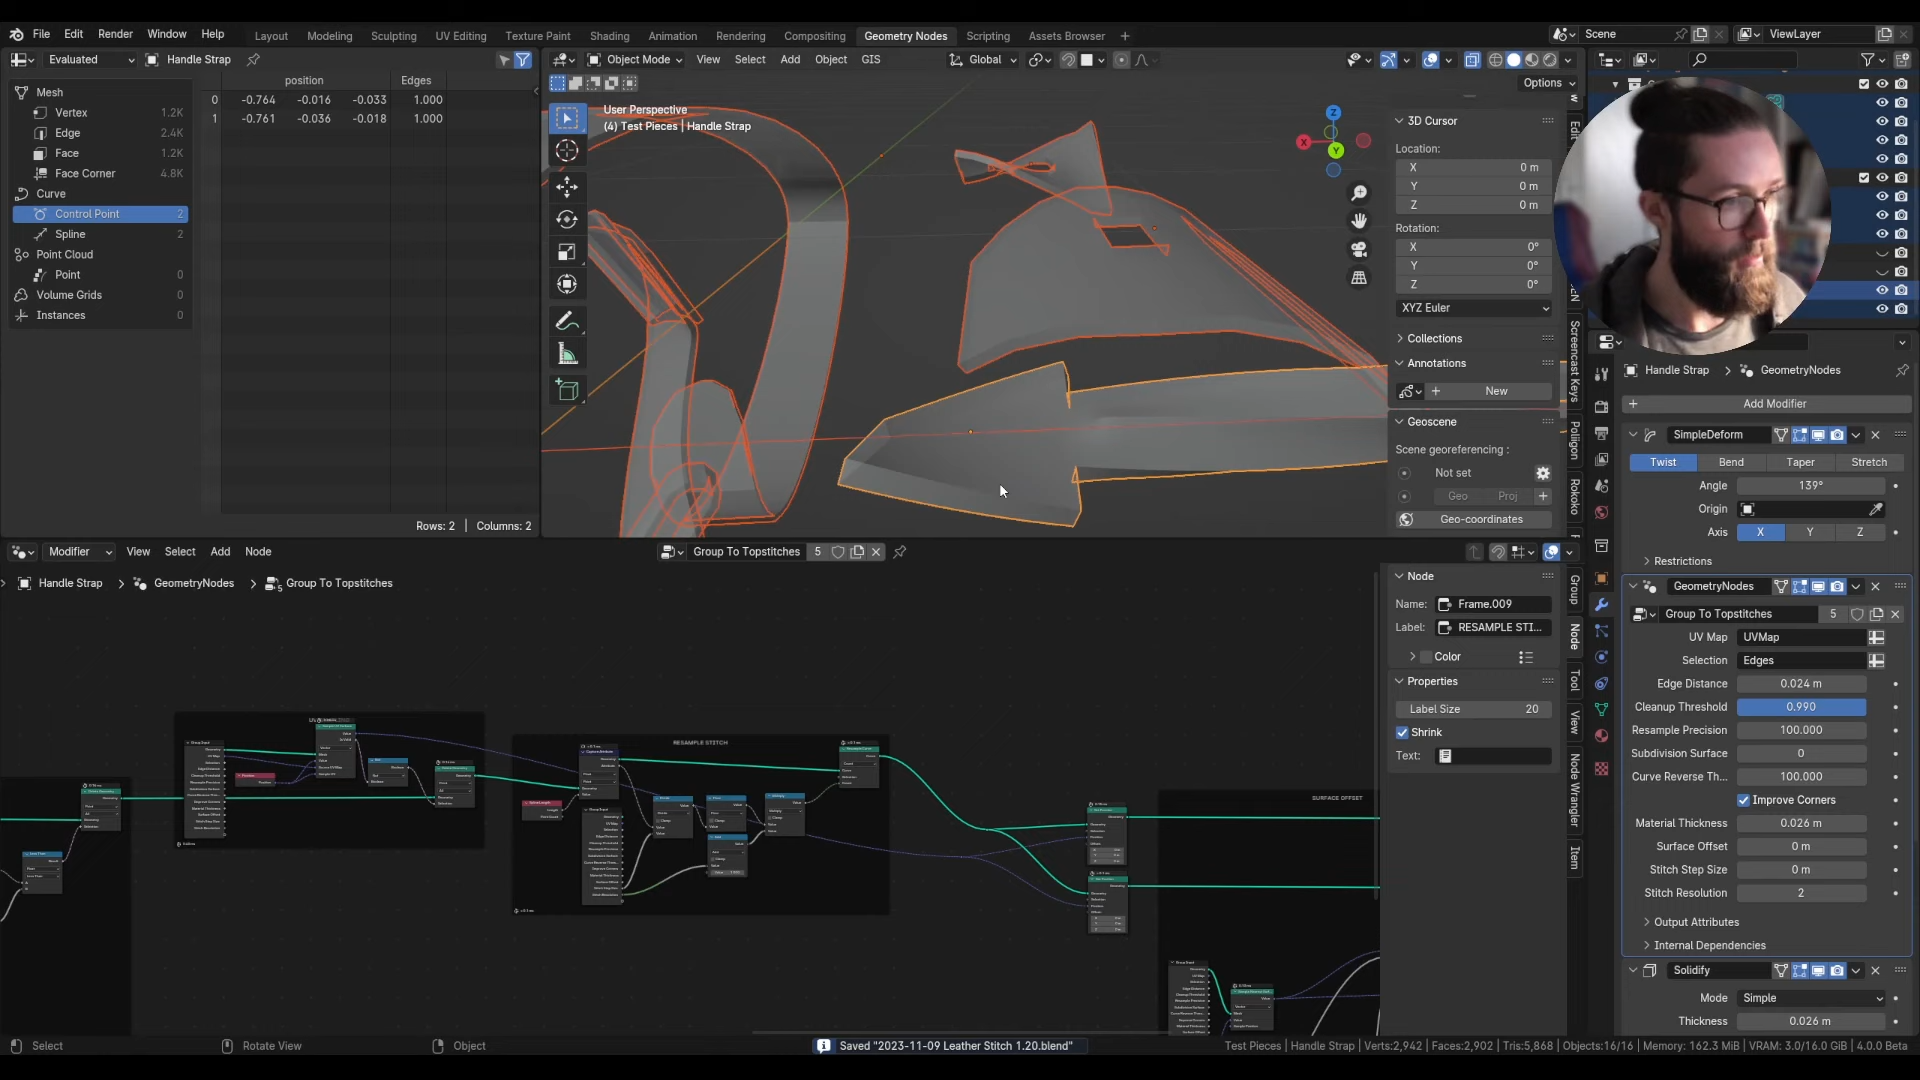 File Edit Render Window Help
Layout Modeling Sculpting UV Editing Texture Paint Shading Animation Rendering Compositing Geometry Nodes Scripting Assets Browser +
Scene
ViewLayer
Evaluated Handle Strap
Object Mode View Select Add Object GIS Global
Options
position Edges
0 -0.764 -0.016 -0.033 1.000
1 -0.761 -0.036 -0.018 1.000
Mesh
Vertex 1.2K
Edge 2.4K
Face 1.2K
Face Corner 4.8K
Curve
Control Point 2
Spline 2
Point Cloud
Point 0
Volume Grids 0
Instances 0
Rows: 2 | Columns: 2
User Perspective
(4) Test Pieces | Handle Strap
Z
X
Y
3D Cursor
Location:
X 0 m
Y 0 m
Z 0 m
Rotation:
X 0°
Y 0°
Z 0°
XYZ Euler
Collections
Annotations
+ New
Geoscene
Scene georeferencing :
Not set
Geo Proj +
Geo-coordinates
Edit
Screencast Keys
Poliigon
Rokoko
Handle Strap > GeometryNodes
+ Add Modifier
SimpleDeform
Twist Bend Taper Stretch
Angle 139°
Origin
Axis X Y Z
Restrictions
GeometryNodes
Group To Topstitches 5
UV Map UVMap
Selection Edges
Edge Distance 0.024 m
Cleanup Threshold 0.990
Resample Precision 100.000
Subdivision Surface 0
Curve Reverse Th... 100.000
Improve Corners
Material Thickness 0.026 m
Surface Offset 0 m
Stitch Step Size 0 m
Stitch Resolution 2
Output Attributes
Internal Dependencies
Solidify
Mode Simple
Thickness 0.026 m
Modifier View Select Add Node
Group To Topstitches 5
Handle Strap > GeometryNodes > Group To Topstitches
RESAMPLE STITCH
SURFACE OFFSET
Node
Name: Frame.009
Label: RESAMPLE STI...
Color
Properties
Label Size 20
Shrink
Text:
Group
Node
Tool
View
Node Wrangler
Item
Select
Rotate View
Object
Saved "2023-11-09 Leather Stitch 1.20.blend"
Test Pieces | Handle Strap | Verts:2,942 | Faces:2,902 | Tris:5,868 | Objects:16/16 | Memory: 162.3 MiB | VRAM: 3.0/16.0 GiB | 4.0.0 Beta